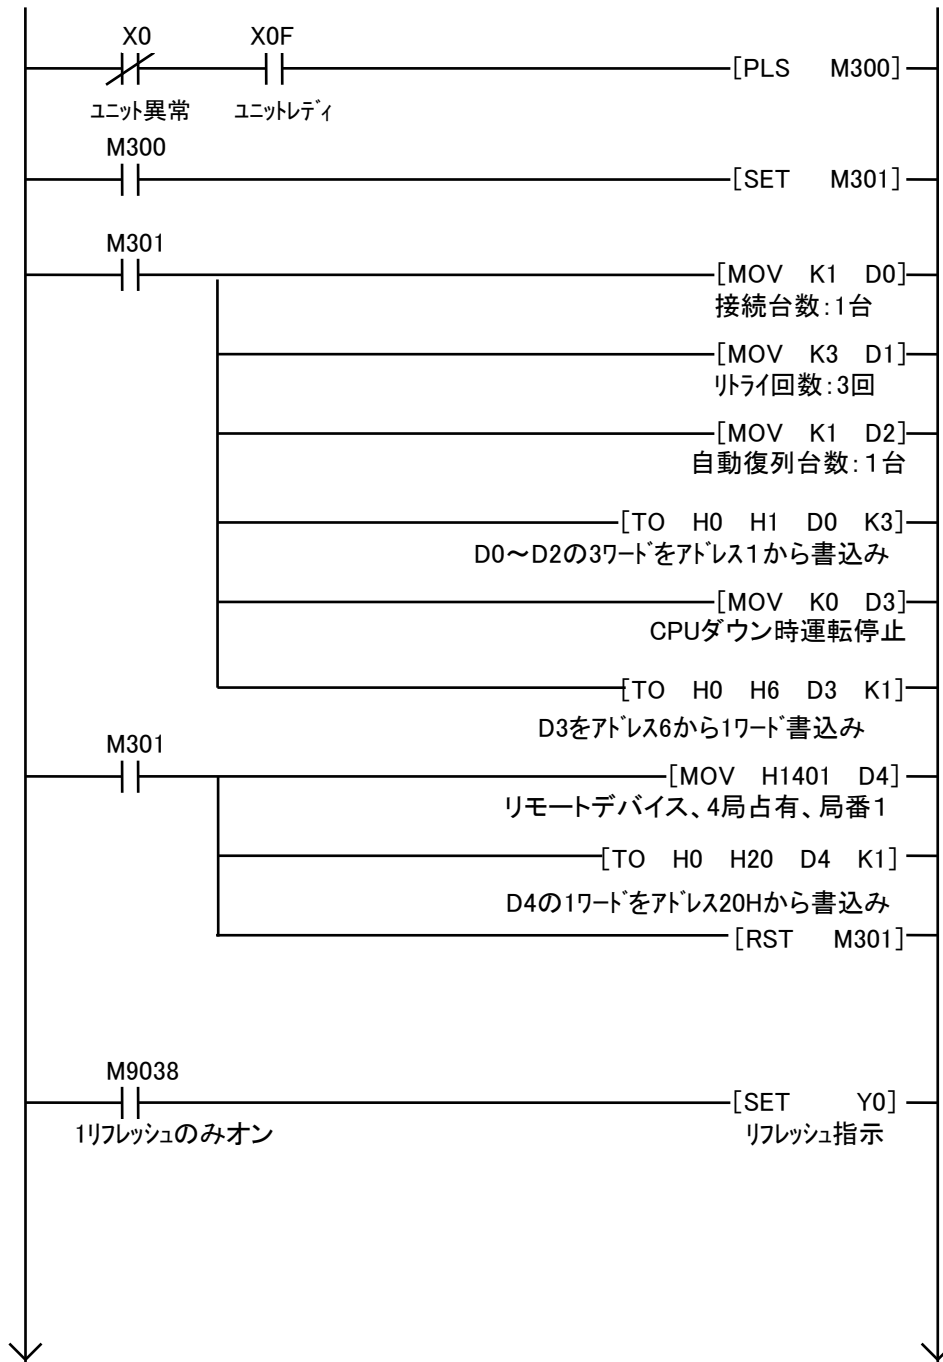 X0 X0F
[PLS M300]
ユニット異常 ユニットレディ
M300
[SET M301]
M301
[MOV K1 D0]
接続台数:1台
[MOV K3 D1]
リトライ回数:3回
[MOV K1 D2]
自動復列台数:1台
[TO H0 H1 D0 K3]
D0~D2の3ワードをアドレス1から書込み
[MOV K0 D3]
CPUダウン時運転停止
[TO H0 H6 D3 K1]
D3をアドレス6から1ワード書込み
M301
[MOV H1401 D4]
リモートデバイス、4局占有、局番1
[TO H0 H20 D4 K1]
D4の1ワードをアドレス20Hから書込み
[RST M301]
M9038
[SET Y0]
1リフレッシュのみオン リフレッシュ指示